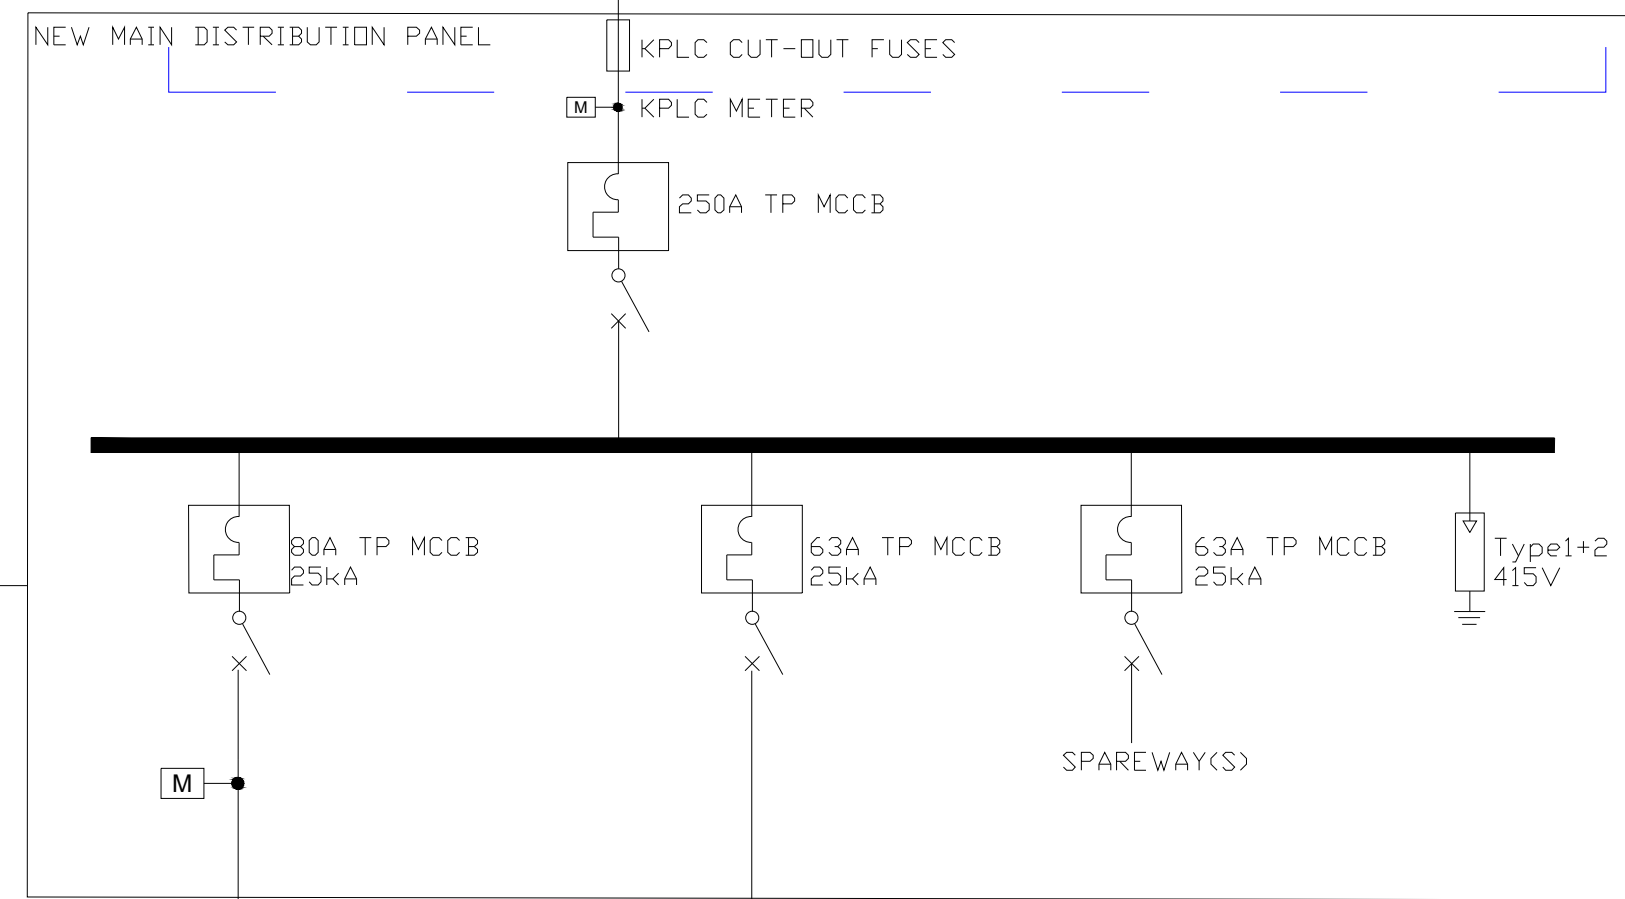 NEW MAIN DISTRIBUTION PANEL
KPLC CUT-OUT FUSES
M
KPLC METER
250A TP MCCB
80A TP MCCB
25kA
63A TP MCCB
25kA
63A TP MCCB
25kA
Type1+2
415V
SPAREWAY(S)
M